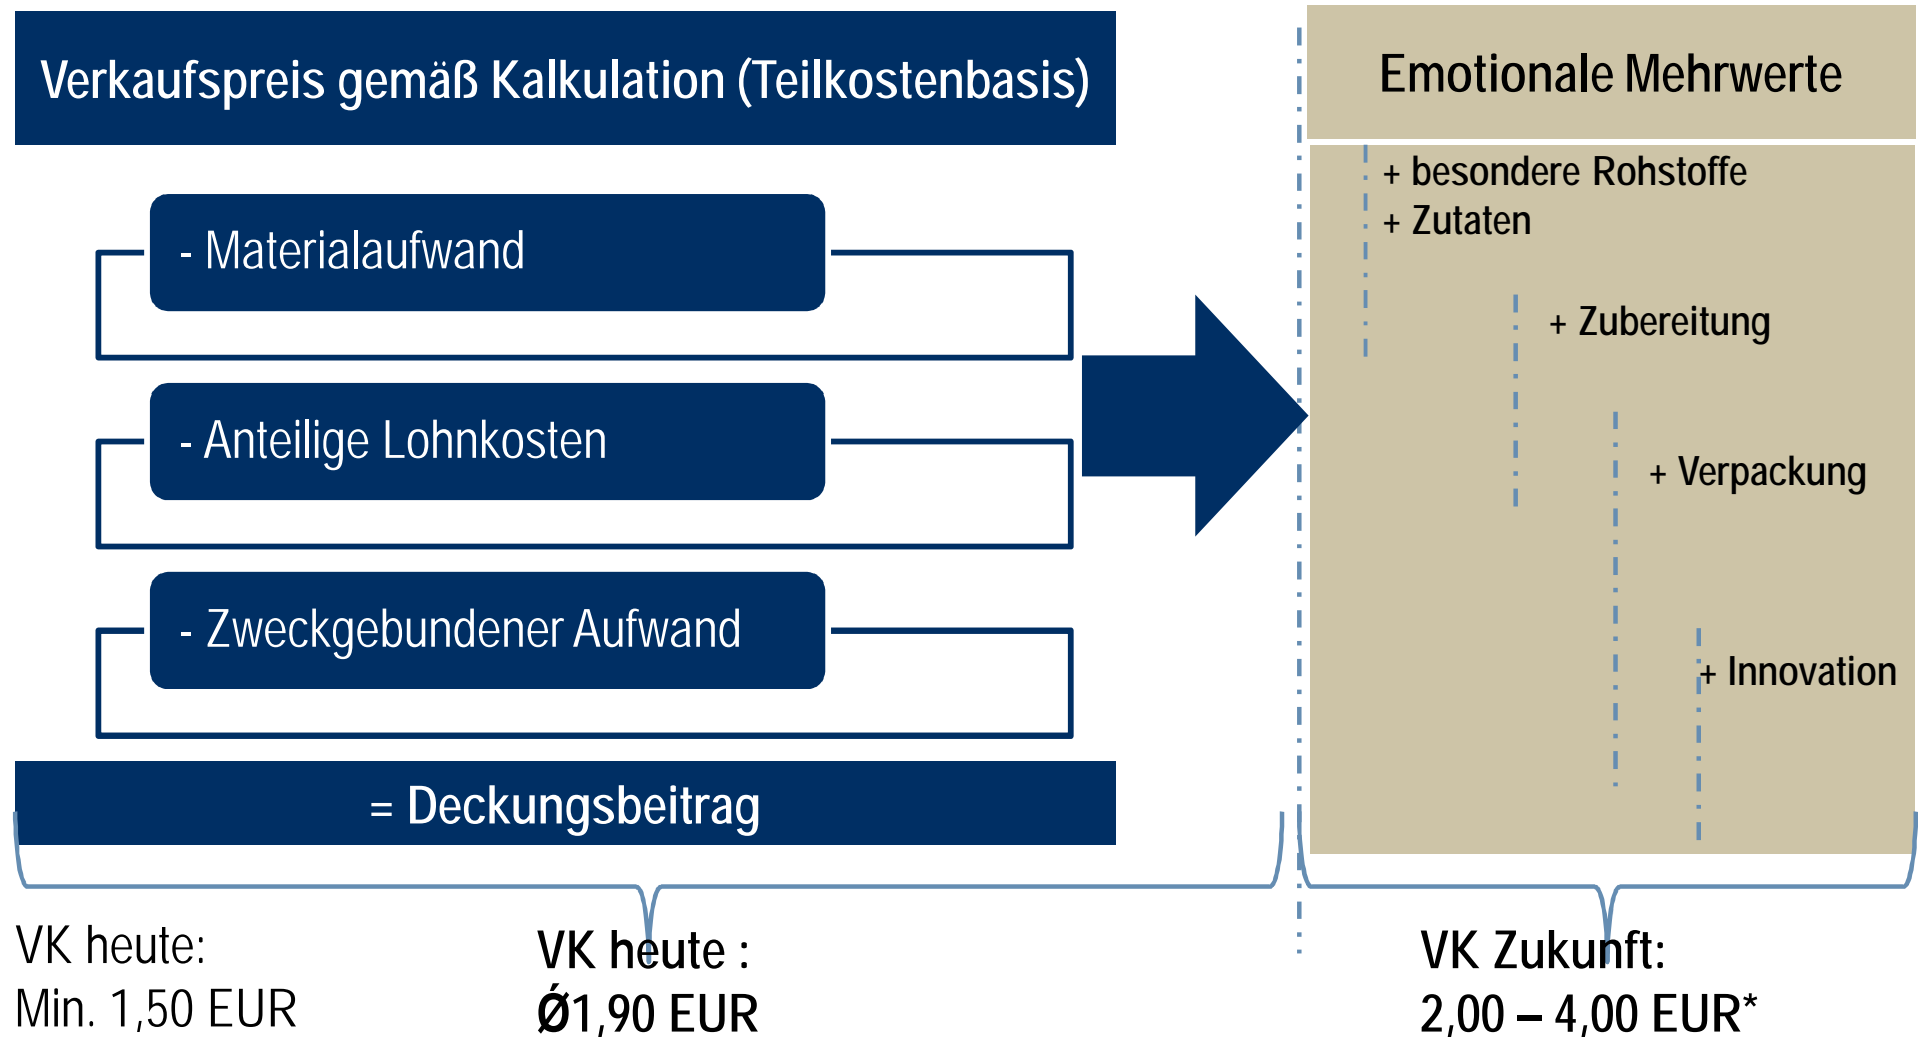 Verkaufspreis gemäß Kalkulation (Teilkostenbasis)
- Materialaufwand
- Anteilige Lohnkosten
- Zweckgebundener Aufwand
= Deckungsbeitrag
VK heute:
Min. 1,50 EUR
VK heute :
Ǿ1,90 EUR
Emotionale Mehrwerte
+ besondere Rohstoffe
+ Zutaten
+ Zubereitung
+ Verpackung
+ Innovation
VK Zukunft:
2,00 – 4,00 EUR*